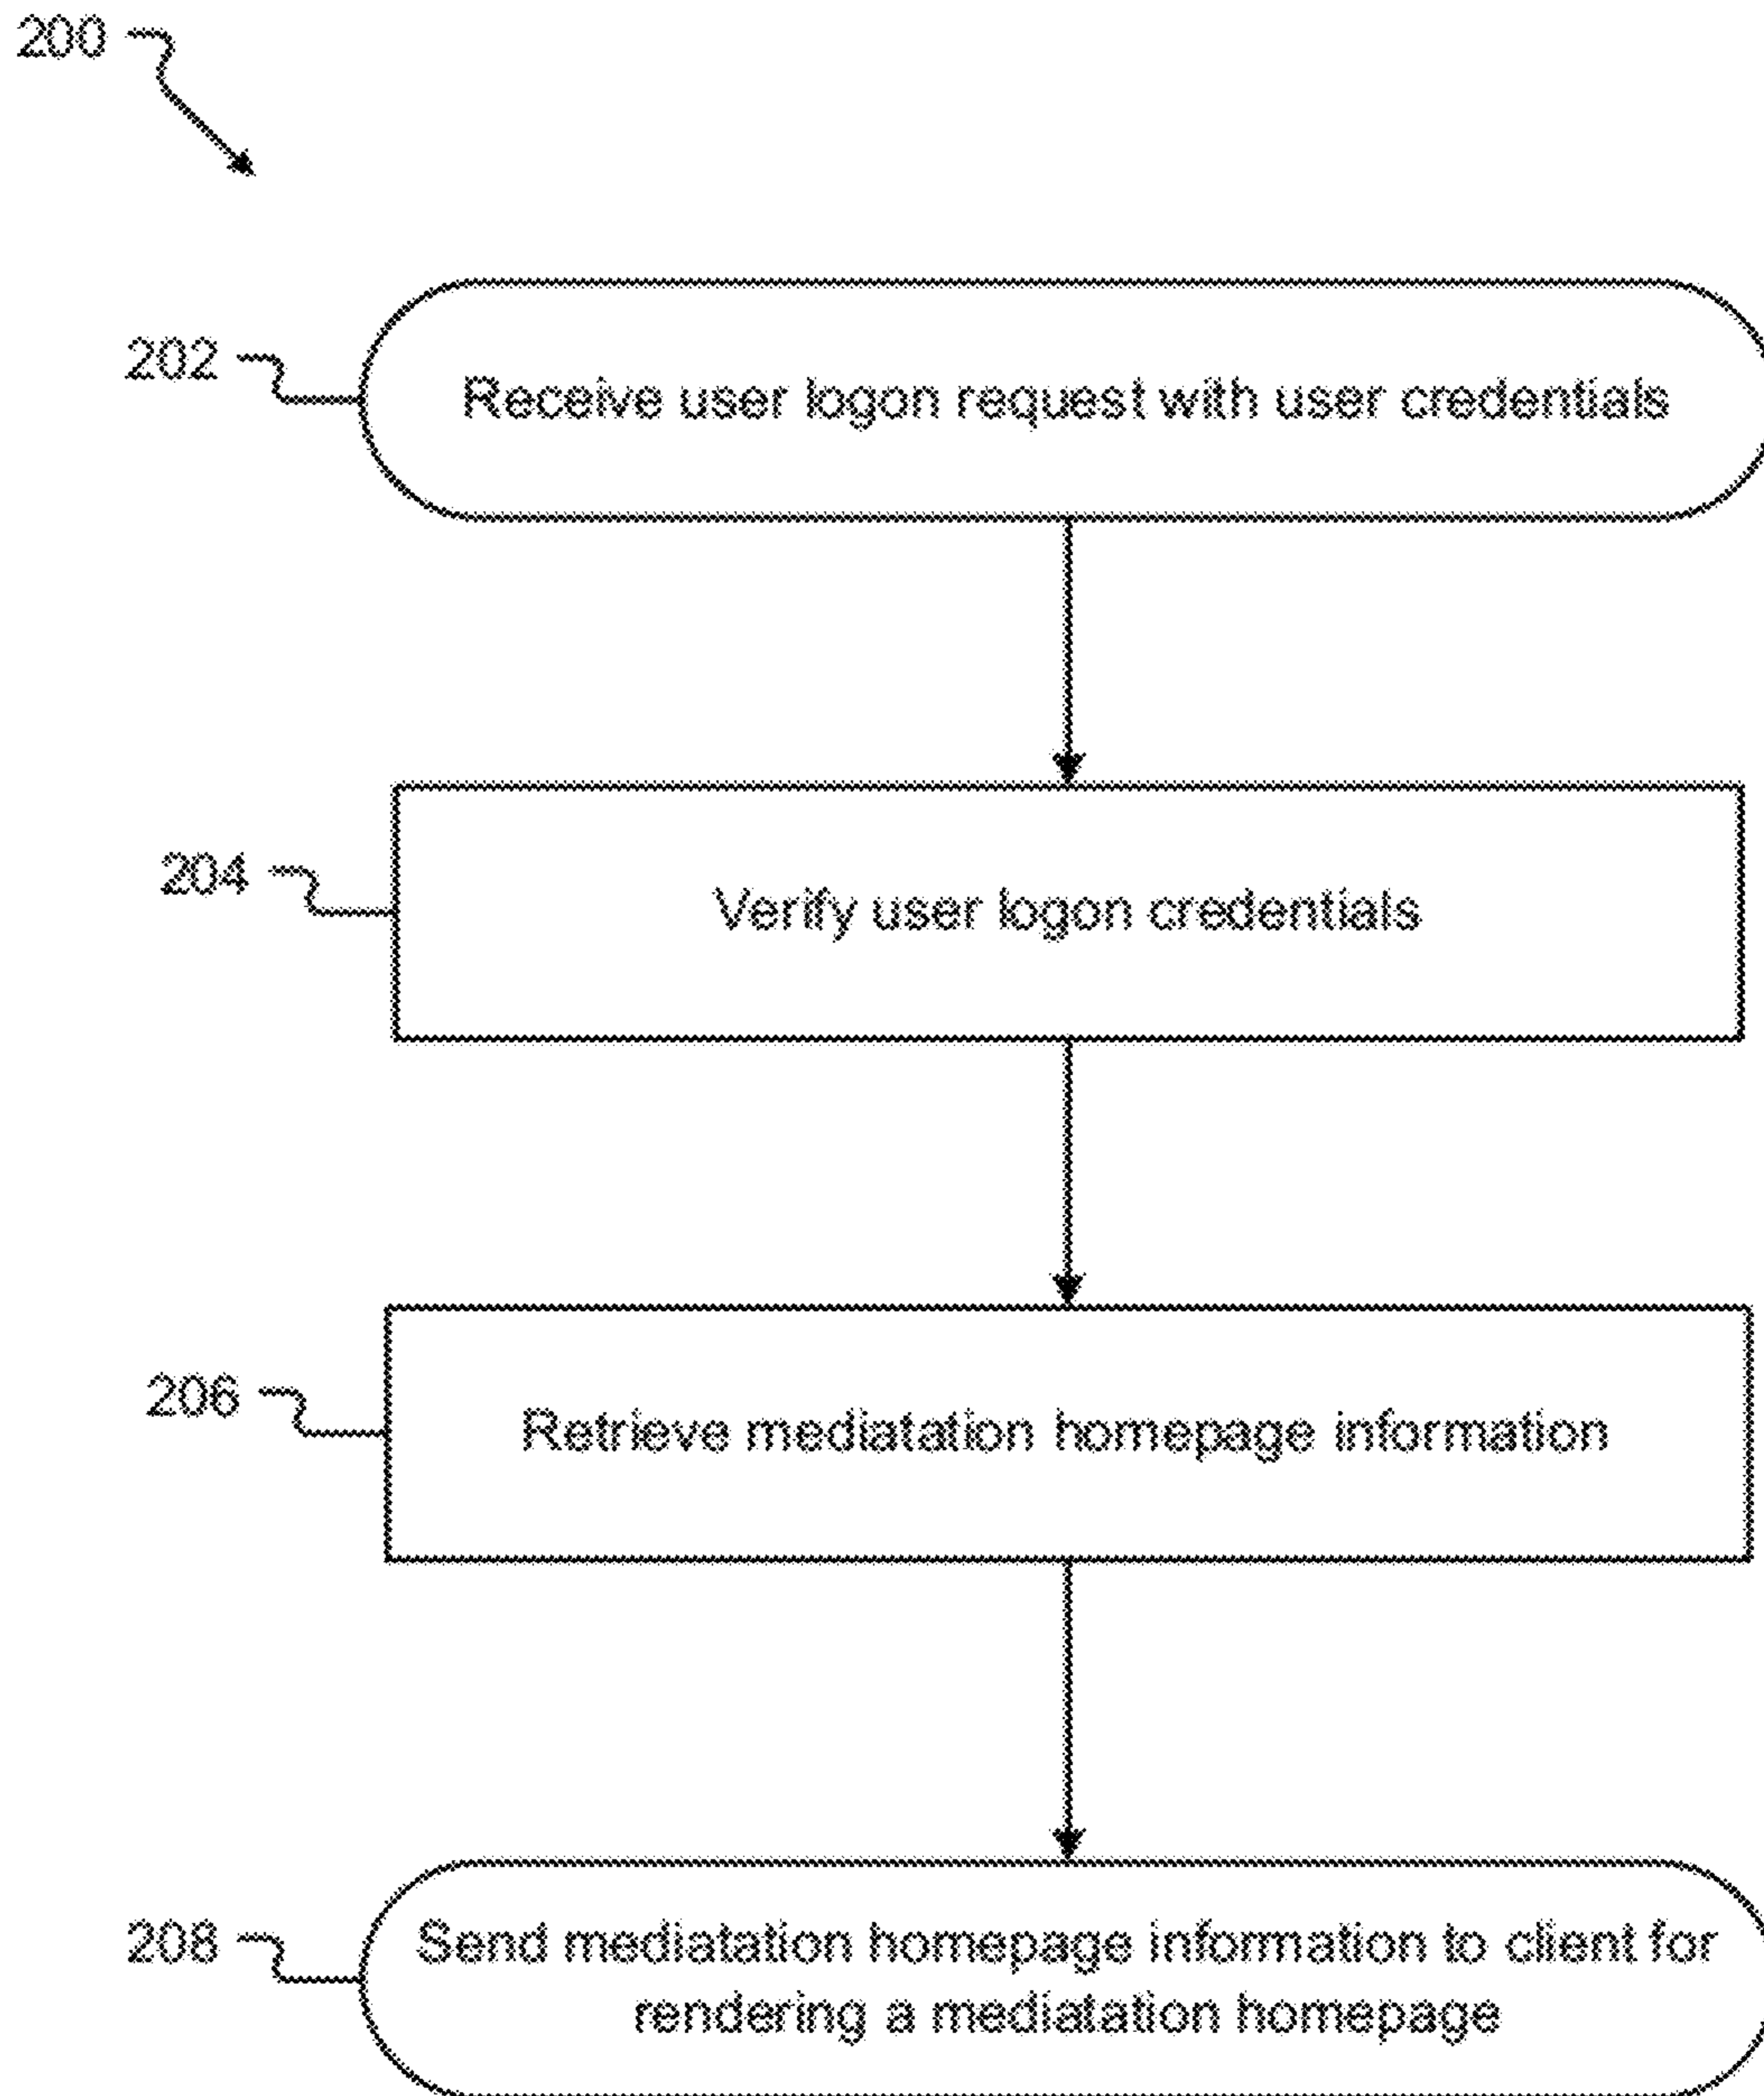 200
202
Receive user logon request with user credentials
204
Verify user logon credentials
206
Retrieve mediatation homepage information
208
Send mediatation homepage information to client for
rendering a mediatation homepage